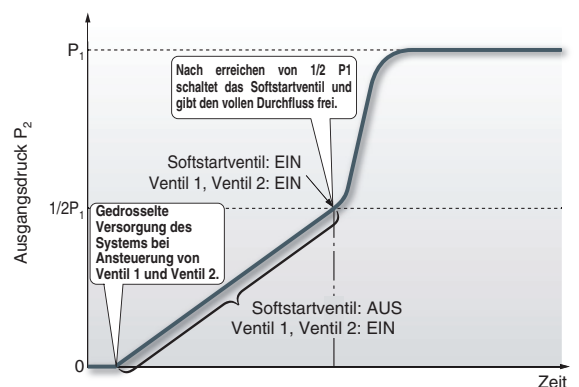 P1
Nach erreichen von 1/2 P1
schaltet das Softstartventil und
gibt den vollen Durchfluss frei.
Softstartventil: EIN
Ventil 1, Ventil 2: EIN
Ausgangsdruck P2
1/2P1
Gedrosselte
Versorgung des
Systems bei
Ansteuerung von
Ventil 1 und Ventil 2.
Softstartventil: AUS
Ventil 1, Ventil 2: EIN
0
Zeit